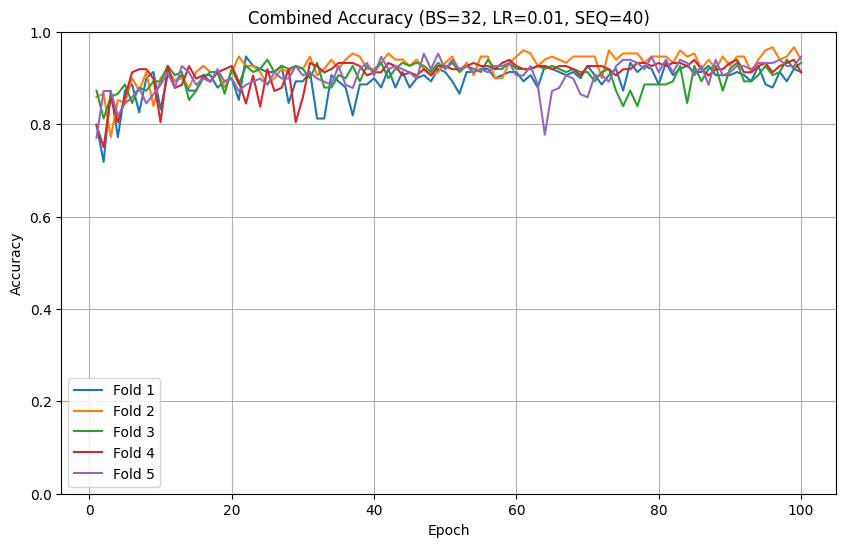 Combined Accuracy (BS=32, LR=0.01, SEQ=40)
1.0
0.8
0.6
0.4
0.2
0.0
Accuracy
Fold 1
Fold 2
Fold 3
Fold 4
Fold 5
0 20 40 60 80 100
Epoch